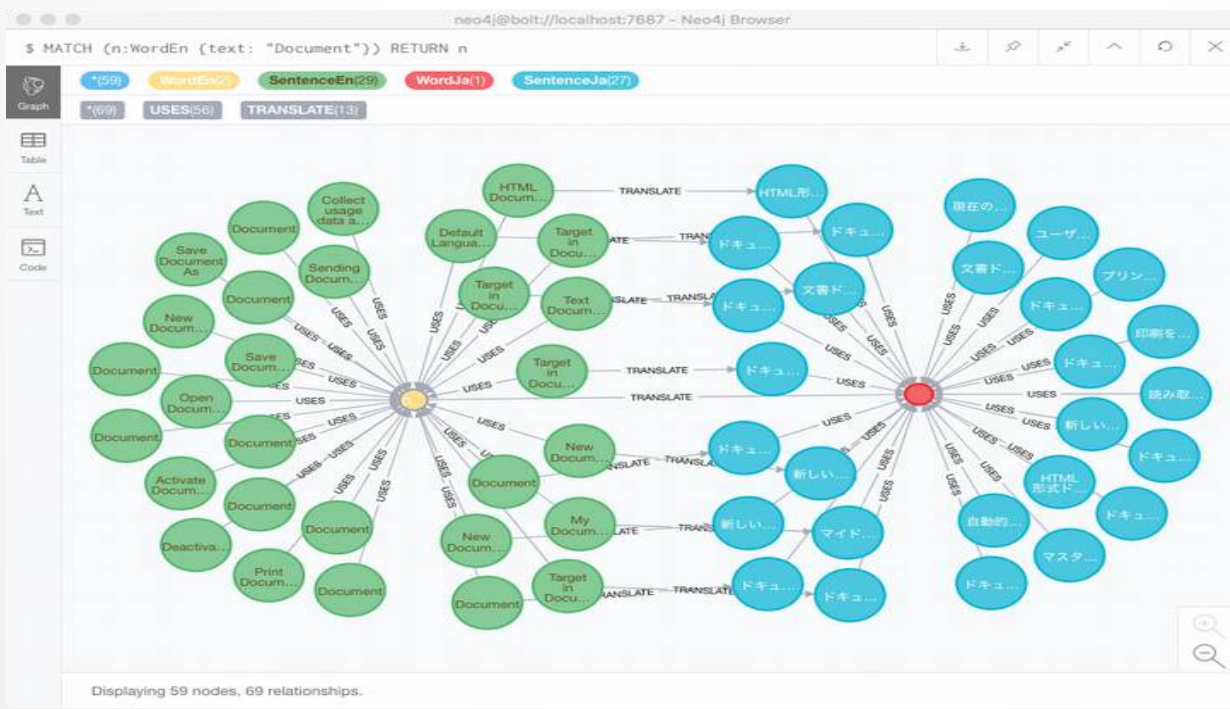 neo4j@bolt://localhost:7687 - Neo4j Browser
$ MATCH (n:WordEn {text: "Document"}) RETURN n
*(59) WordEn(2) SentenceEn(29) WordJa(1) SentenceJa(27)
*(69) USES(56) TRANSLATE(13)
Graph
Table
Text
Code
Collect
usage
data a...
Document
Save
Document
As
Sending
Docum...
Document
New
Docum...
Save
Docum...
Document
Open
Docum...
Document
Document
Activate
Docum...
Document
Document
Deactiva...
Print
Docum...
Document
HTML
Docum...
Default
Langua...
Target
in
Docu...
Target
in
Docu...
Text
Docum...
Target
in
Docu...
New
Docum...
Document
My
Docum...
New
Docum...
Target
in
Docu...
Document
TRANSLATE
TRANSLATE
TRANSLATE
USES
USES
USES
USES
HTML形...
ドキュ...
ドキュ...
文書ド...
ドキュ...
ドキュ...
ドキュ...
新しい...
新しい...
マイド...
ドキュ...
ドキュ...
現在の...
ユーザ...
文書ド...
プリン...
ドキュ...
印刷を...
ドキュ...
読み取...
新しい...
ドキュ...
HTML
形式ド...
ドキュ...
自動的...
マスタ...
ドキュ...
Displaying 59 nodes, 69 relationships.